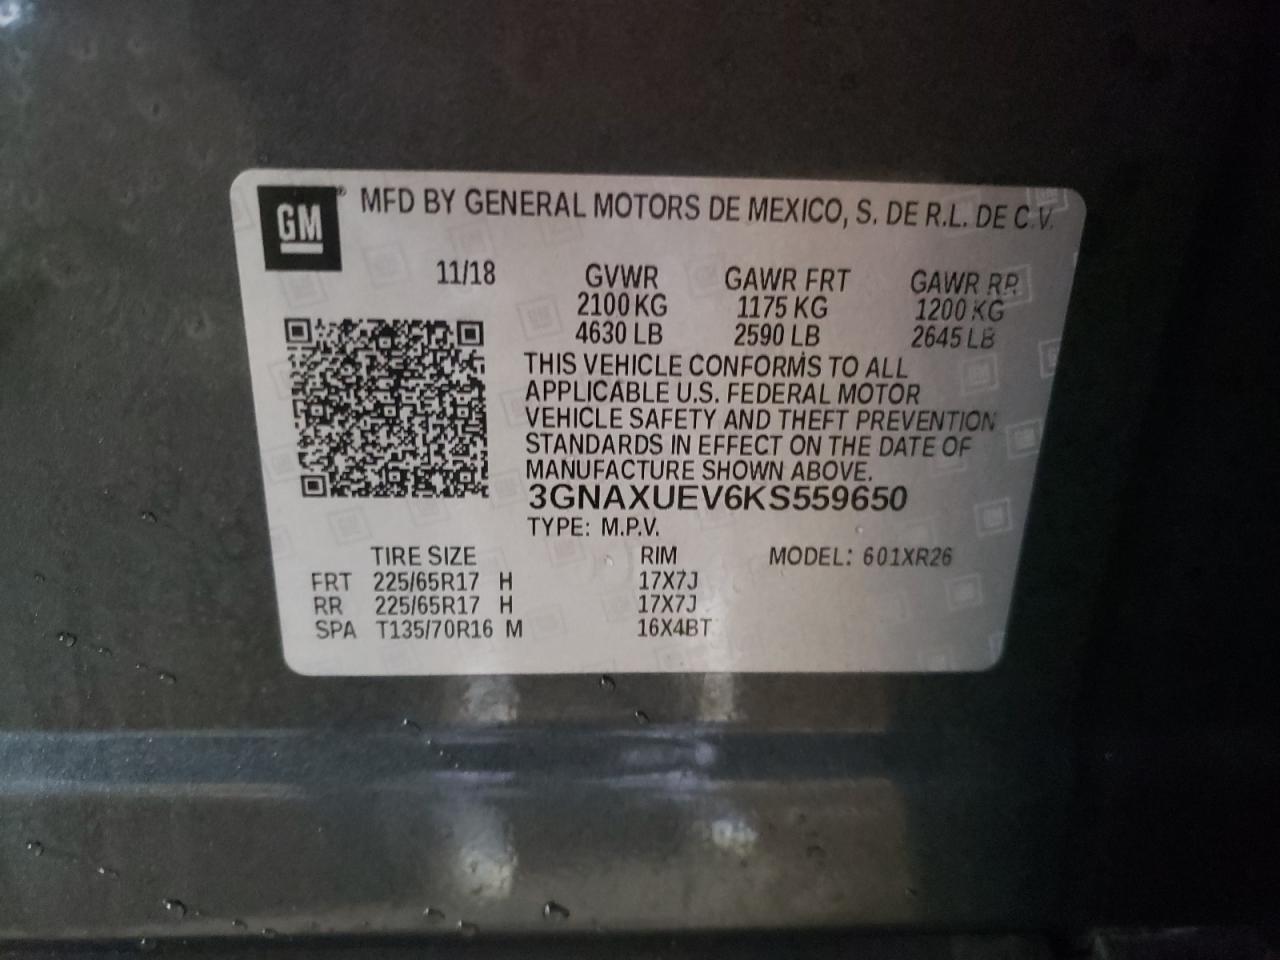 GM ® MFD BY GENERAL MOTORS DE MEXICO, S. DE R.L. DE C.V.
11/18 GVWR GAWR FRT GAWR RR
2100 KG 1175 KG 1200 KG
4630 LB 2590 LB 2645 LB
THIS VEHICLE CONFORMS TO ALL
APPLICABLE U.S. FEDERAL MOTOR
VEHICLE SAFETY AND THEFT PREVENTION
STANDARDS IN EFFECT ON THE DATE OF
MANUFACTURE SHOWN ABOVE.
3GNAXUEV6KS559650
TYPE: M.P.V.
TIRE SIZE RIM MODEL: 601XR26
FRT 225/65R17 H 17X7J
RR 225/65R17 H 17X7J
SPA T135/70R16 M 16X4BT